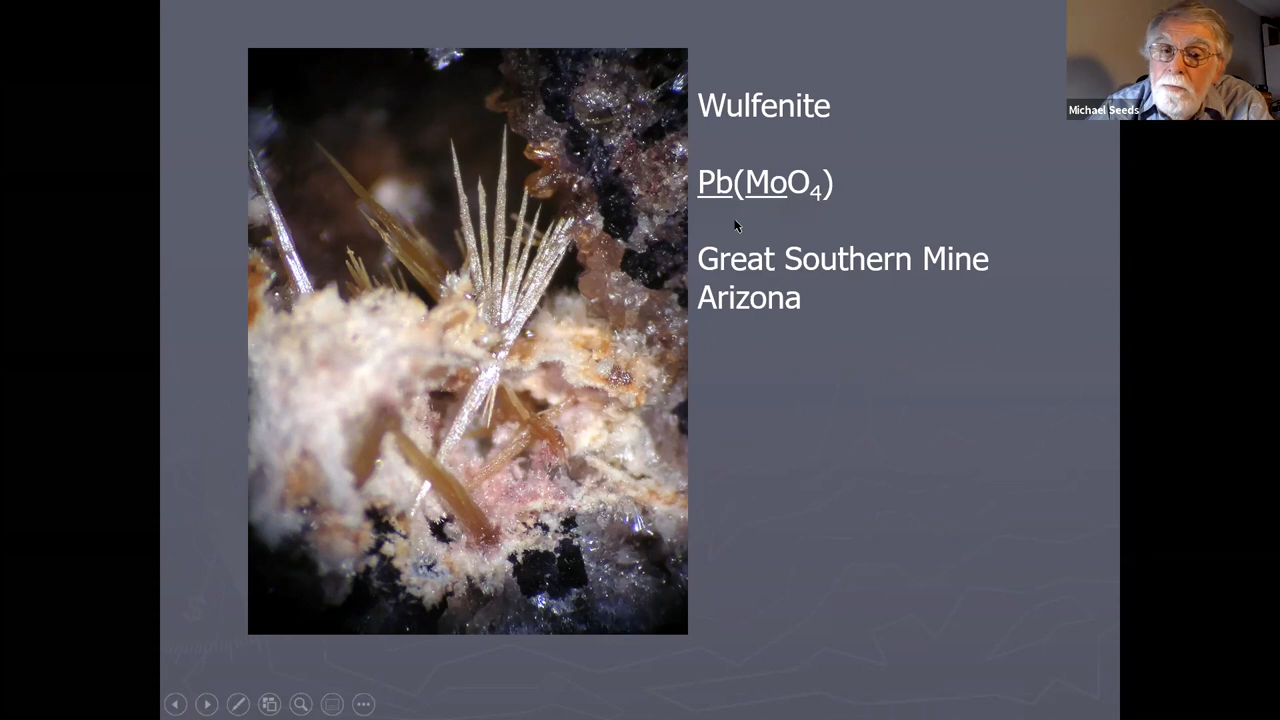 Wulfenite
Pb(MoO₄)
Great Southern Mine
Arizona
Michael Seeds